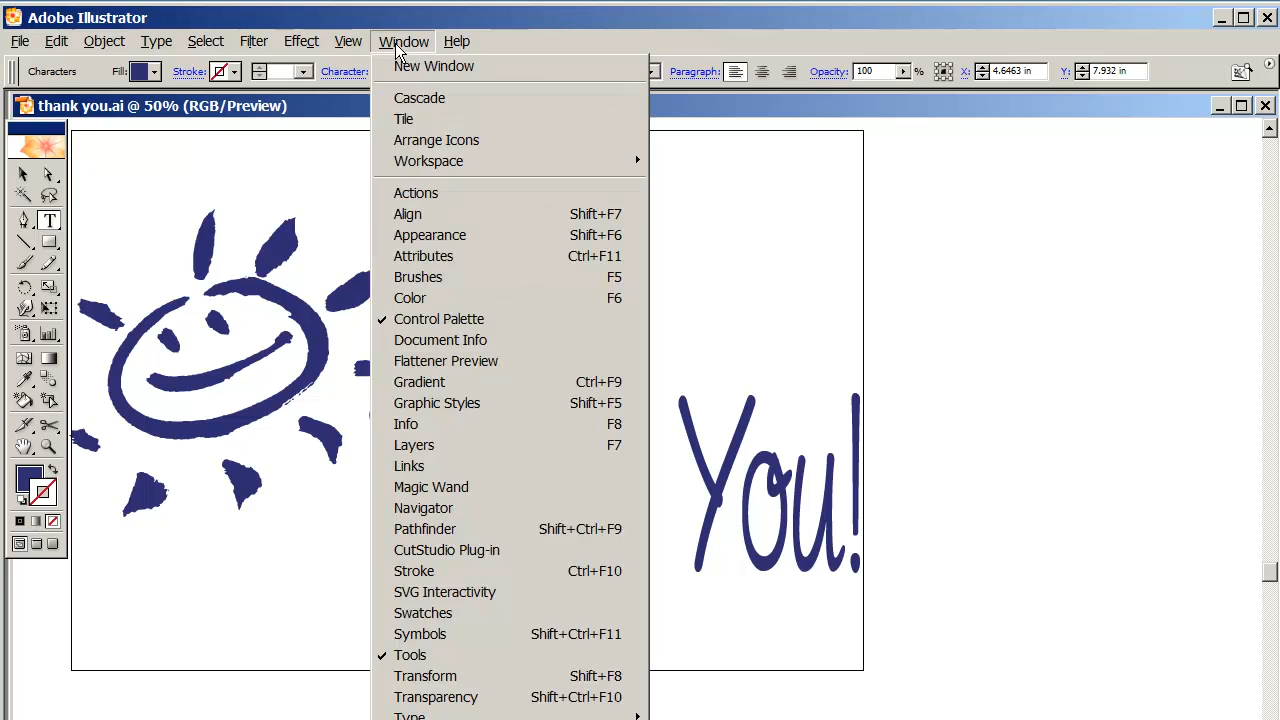 Adobe Illustrator
File Edit Object Type Select Filter Effect View Window Help
Characters Fill: Stroke: Character: Paragraph: Opacity: 100 X: 4.6463 in Y: 7.932 in
thank you.ai @ 50% (RGB/Preview)
New Window
Cascade
Tile
Arrange Icons
Workspace
Actions
Align Shift+F7
Appearance Shift+F6
Attributes Ctrl+F11
Brushes F5
Color F6
Control Palette
Document Info
Flattener Preview
Gradient Ctrl+F9
Graphic Styles Shift+F5
Info F8
Layers F7
Links
Magic Wand
Navigator
Pathfinder Shift+Ctrl+F9
CutStudio Plug-in
Stroke Ctrl+F10
SVG Interactivity
Swatches
Symbols Shift+Ctrl+F11
Tools
Transform Shift+F8
Transparency Shift+Ctrl+F10
Type
You!